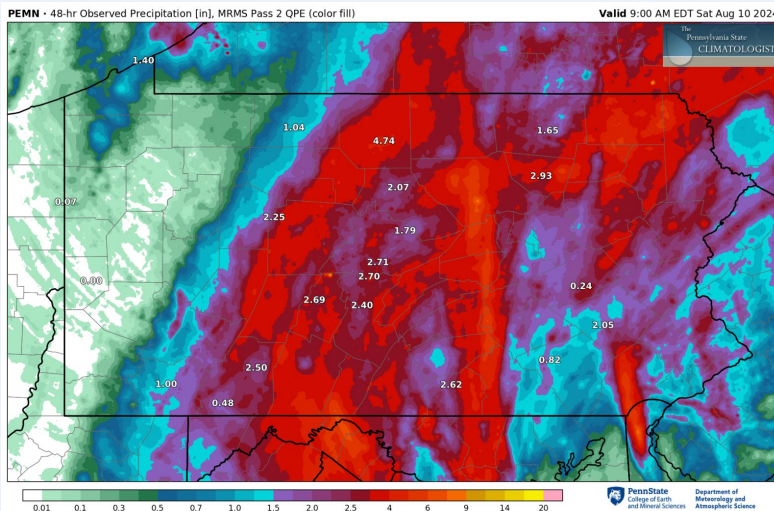 PEMN · 48-hr Observed Precipitation [in], MRMS Pass 2 QPE (color fill)
Valid 9:00 AM EDT Sat Aug 10 2024
The
Pennsylvania State
CLIMATOLOGIST
1.40
1.04
1.65
4.74
2.93
2.07
0.07
2.25
1.79
2.71
2.70
0.00
0.24
2.69
2.40
2.05
0.82
2.50
1.00
2.62
0.48
0.01 0.1 0.3 0.5 0.7 1.0 1.5 2.0 2.5 4 6 9 14 20
PennState
College of Earth
and Mineral Sciences
Department of
Meteorology and
Atmospheric Science